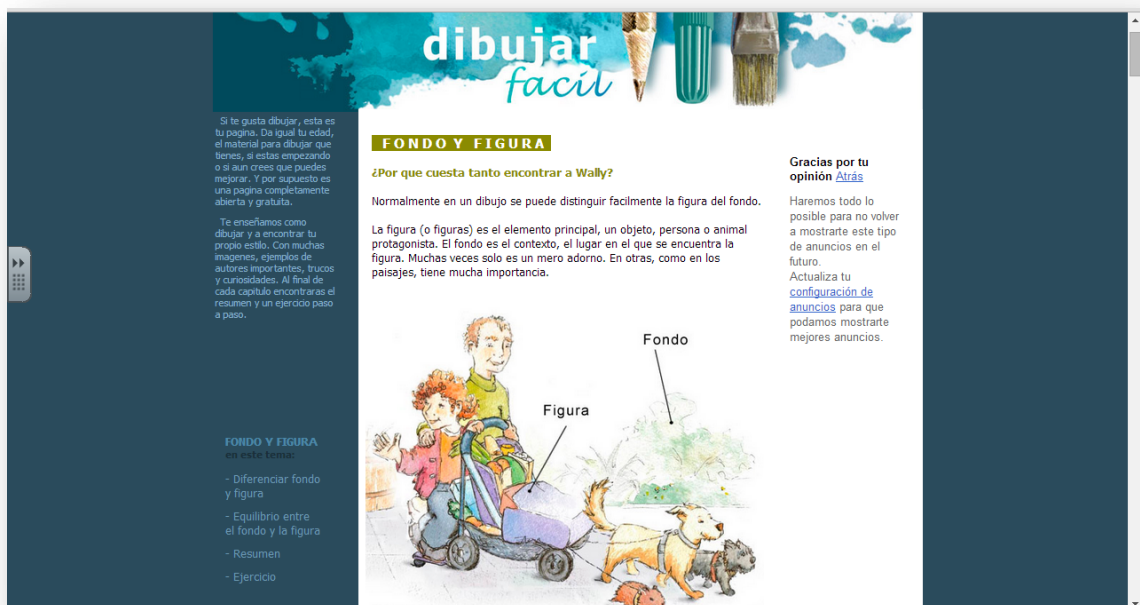 dibujar
facil
Si te gusta dibujar, esta es
tu pagina. Da igual tu edad,
el material para dibujar que
tienes, si estas empezando
o si aun crees que puedes
mejorar. Y por supuesto es
una pagina completamente
abierta y gratuita.
Te enseñamos como
dibujar y a encontrar tu
propio estilo. Con muchas
imagenes, ejemplos de
autores importantes, trucos
y curiosidades. Al final de
cada capitulo encontraras el
resumen y un ejercicio paso
a paso.
FONDO Y FIGURA
en este tema:
- Diferenciar fondo
y figura
- Equilibrio entre
el fondo y la figura
- Resumen
- Ejercicio
FONDO Y FIGURA
¿Por que cuesta tanto encontrar a Wally?
Normalmente en un dibujo se puede distinguir facilmente la figura del fondo.
La figura (o figuras) es el elemento principal, un objeto, persona o animal
protagonista. El fondo es el contexto, el lugar en el que se encuentra la
figura. Muchas veces solo es un mero adorno. En otras, como en los
paisajes, tiene mucha importancia.
Fondo
Figura
Gracias por tu
opinión Atrás
Haremos todo lo
posible para no volver
a mostrarte este tipo
de anuncios en el
futuro.
Actualiza tu
configuración de
anuncios para que
podamos mostrarte
mejores anuncios.